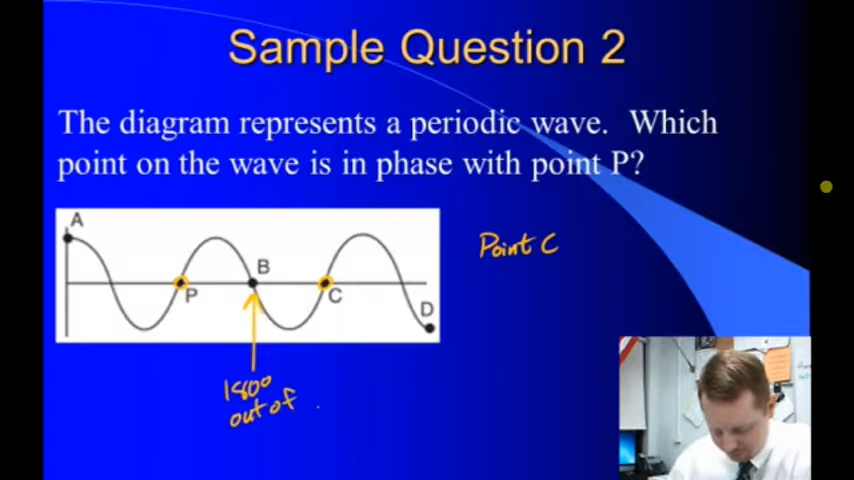 Sample Question 2
The diagram represents a periodic wave. Which
point on the wave is in phase with point P?
A
B
P
C
D
Point C
180°
out of